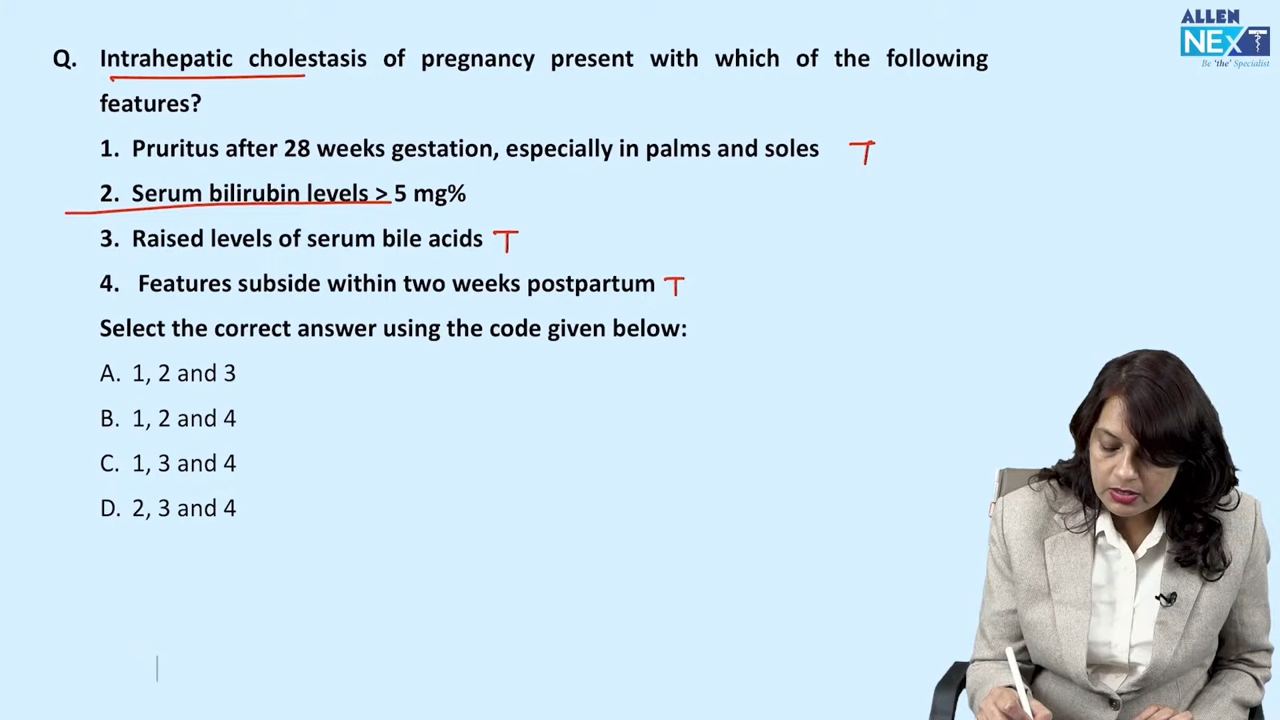 ALLEN
NEXT
Be 'the' Specialist
Q. Intrahepatic cholestasis of pregnancy present with which of the following
features?
1. Pruritus after 28 weeks gestation, especially in palms and soles T
2. Serum bilirubin levels > 5 mg%
3. Raised levels of serum bile acids T
4. Features subside within two weeks postpartum T
Select the correct answer using the code given below:
A. 1, 2 and 3
B. 1, 2 and 4
C. 1, 3 and 4
D. 2, 3 and 4